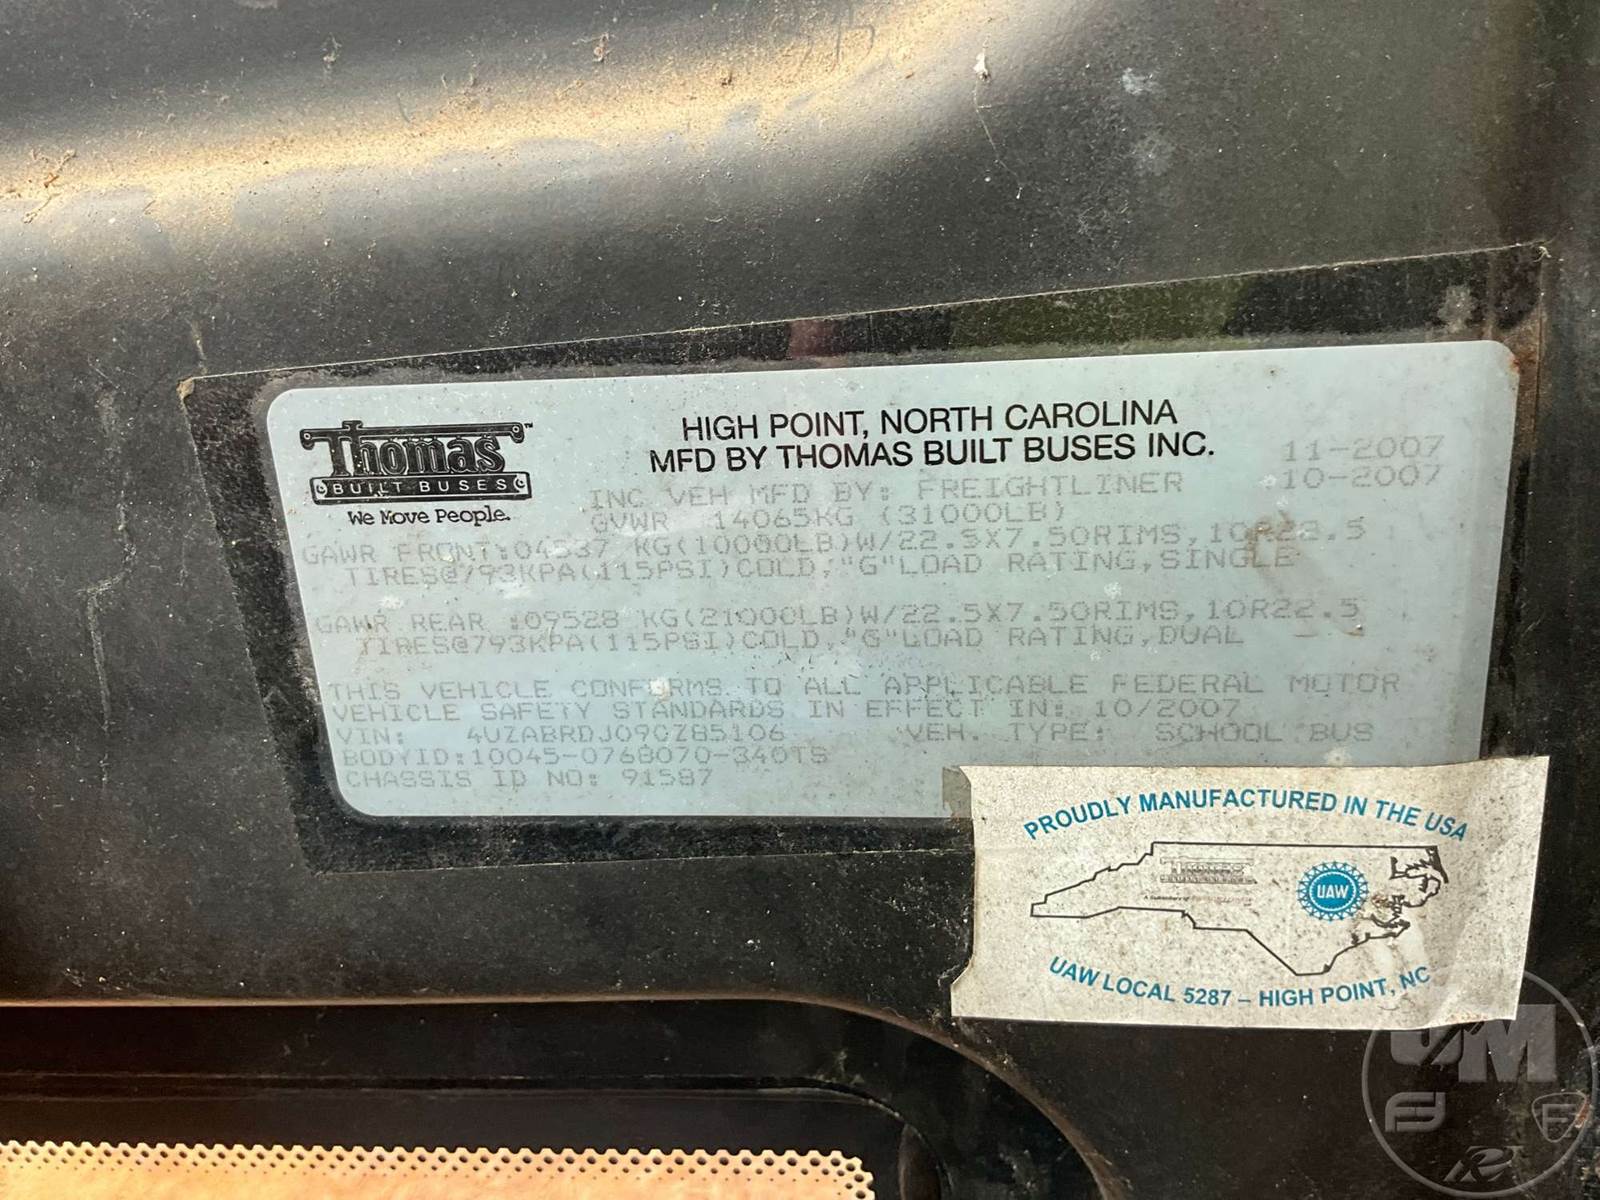 Thomas™
BUILT BUSES
We Move People.
HIGH POINT, NORTH CAROLINA
MFD BY THOMAS BUILT BUSES INC. 11-2007
INC VEH MFD BY: FREIGHTLINER 10-2007
GVWR 14065KG (31000LB)
GAWR FRONT:04537 KG(10000LB)W/22.5X7.50RIMS,10R22.5
TIRES@793KPA(115PSI)COLD,"G"LOAD RATING,SINGLE
GAWR REAR :09528 KG(21000LB)W/22.5X7.50RIMS,10R22.5
TIRES@793KPA(115PSI)COLD,"G"LOAD RATING,DUAL
THIS VEHICLE CONFORMS TO ALL APPLICABLE FEDERAL MOTOR
VEHICLE SAFETY STANDARDS IN EFFECT IN: 10/2007
VIN: 4UZABRDJ09CZ85106 VEH. TYPE: SCHOOL BUS
BODYID:10045-0768070-340TS
CHASSIS ID NO: 91587
PROUDLY MANUFACTURED IN THE USA
THOMAS
UAW
UAW LOCAL 5287 – HIGH POINT, NC